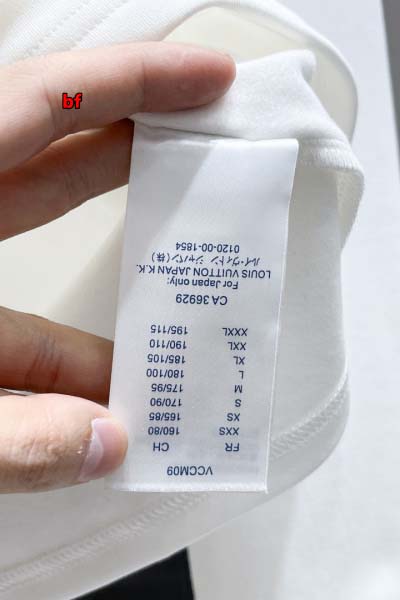 bf
VCCM09
FR CH
XXS 160/80
XS 165/85
S 170/90
M 175/95
L 180/100
XL 185/105
XXL 190/110
XXXL 195/115
CA 36929
For Japan only:
LOUIS VUITTON JAPAN K.K.
ルイ・ヴィトン ジャパン(株)
0120-00-1854